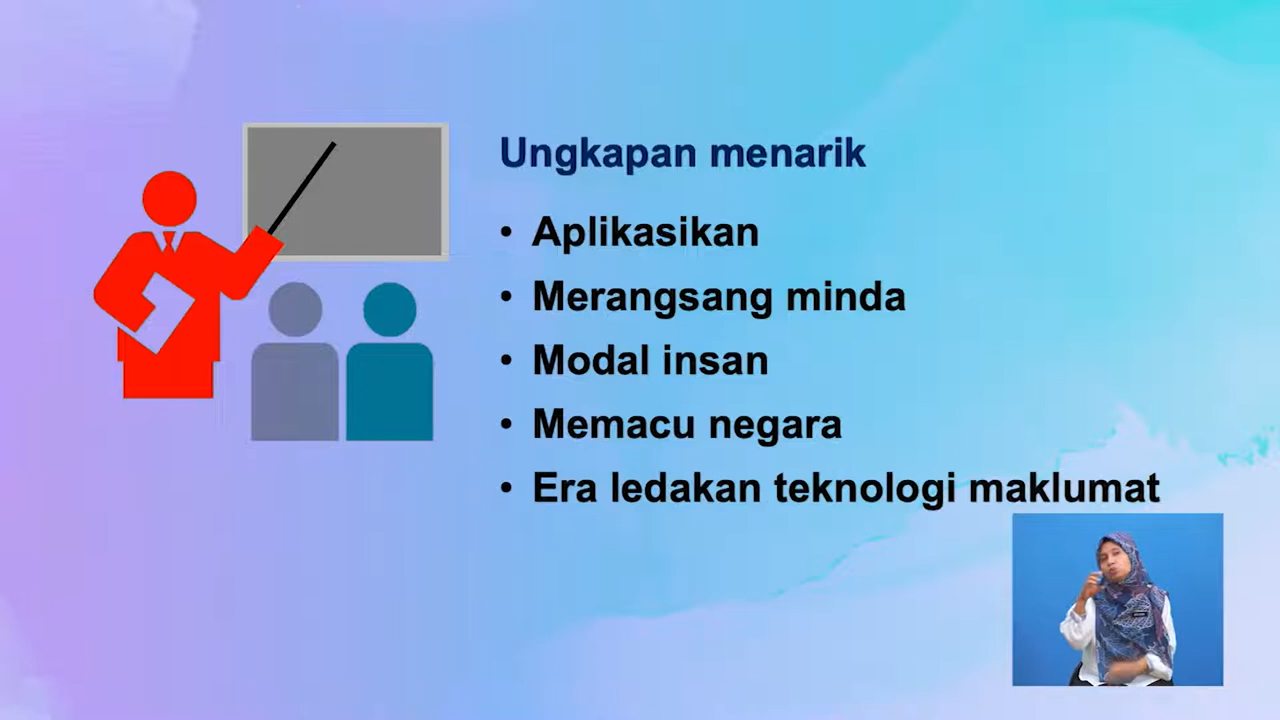 Ungkapan menarik
• Aplikasikan
• Merangsang minda
• Modal insan
• Memacu negara
• Era ledakan teknologi maklumat